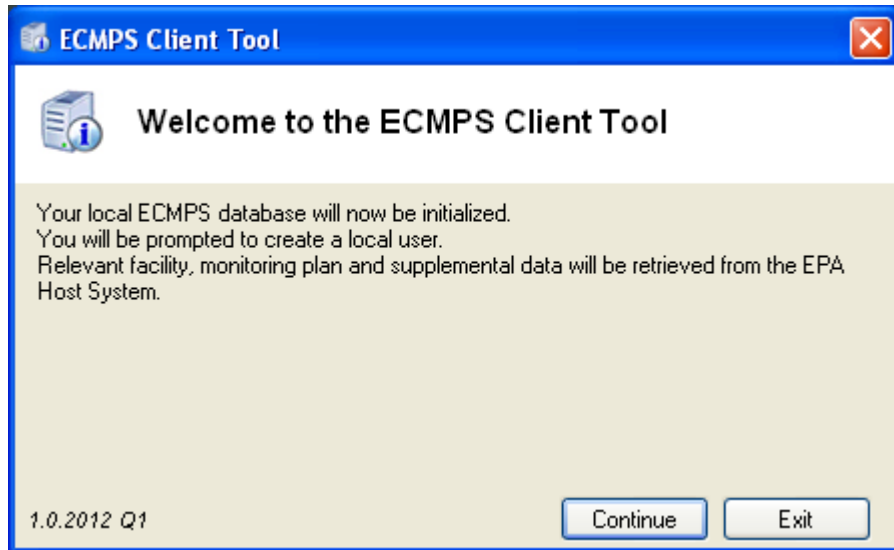 ECMPS Client Tool
Welcome to the ECMPS Client Tool
Your local ECMPS database will now be initialized.
You will be prompted to create a local user.
Relevant facility, monitoring plan and supplemental data will be retrieved from the EPA
Host System.
1.0.2012 Q1
Continue
Exit